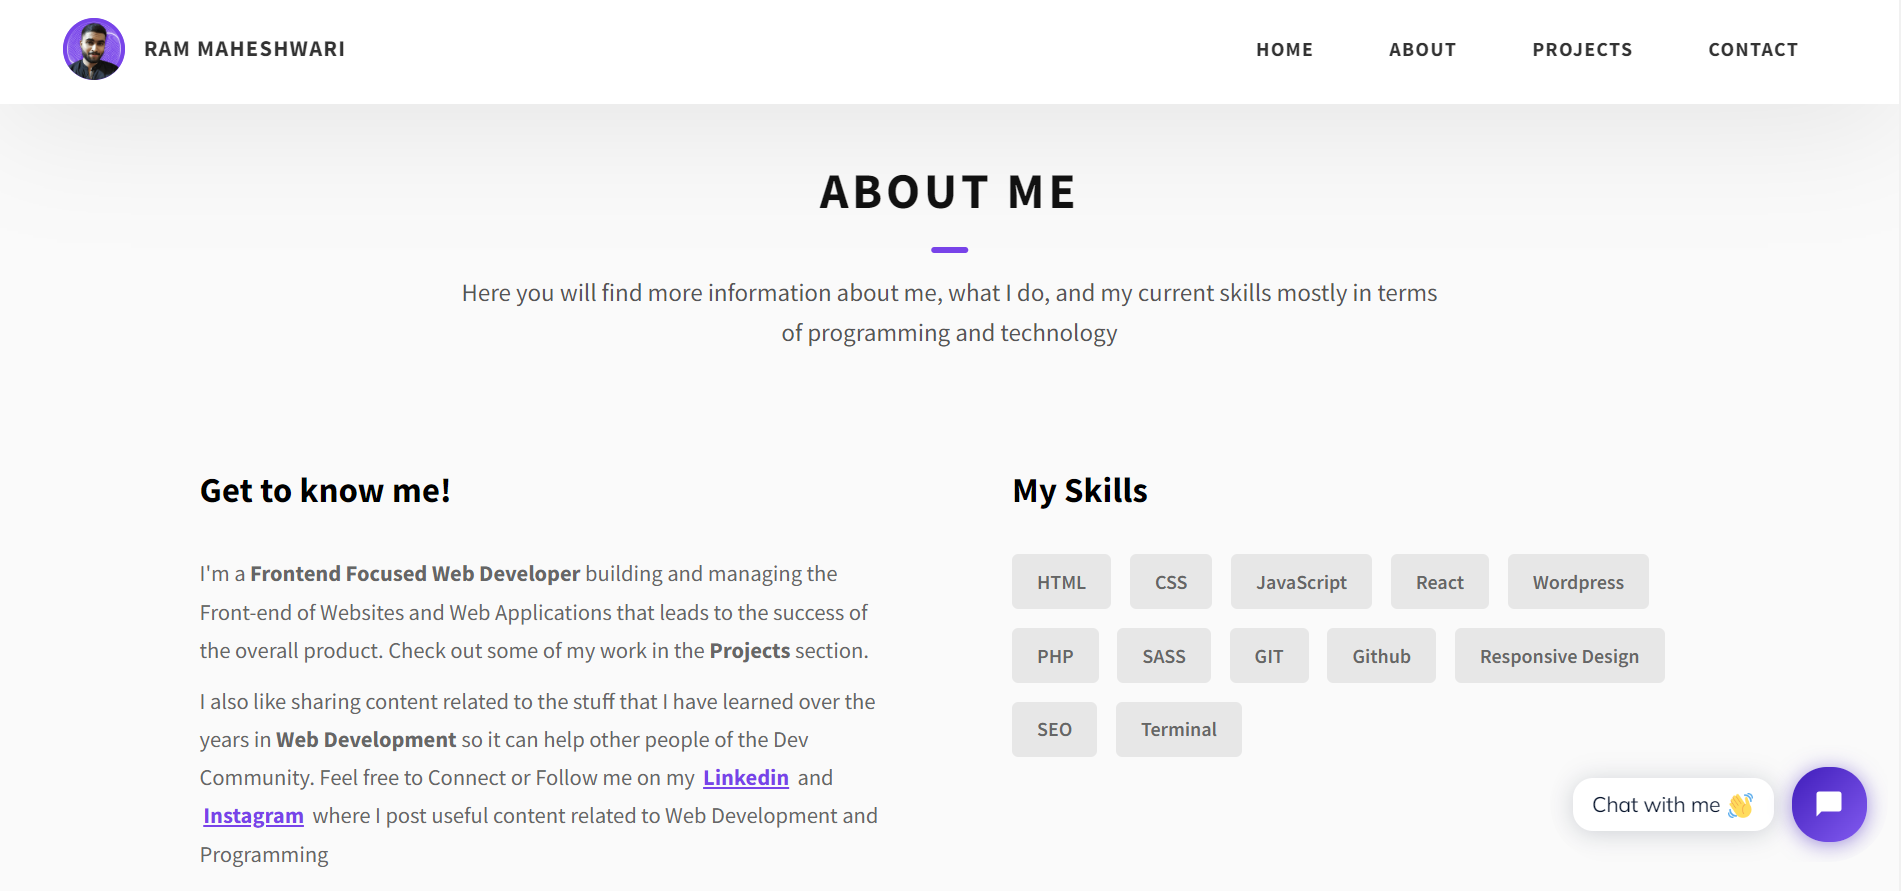 RAM MAHESHWARI
HOME ABOUT PROJECTS CONTACT
ABOUT ME
Here you will find more information about me, what I do, and my current skills mostly in terms
of programming and technology
Get to know me!
I'm a Frontend Focused Web Developer building and managing the
Front-end of Websites and Web Applications that leads to the success of
the overall product. Check out some of my work in the Projects section.
I also like sharing content related to the stuff that I have learned over the
years in Web Development so it can help other people of the Dev
Community. Feel free to Connect or Follow me on my Linkedin and
Instagram where I post useful content related to Web Development and
Programming
My Skills
HTML CSS JavaScript React Wordpress
PHP SASS GIT Github Responsive Design
SEO Terminal
Chat with me 👋